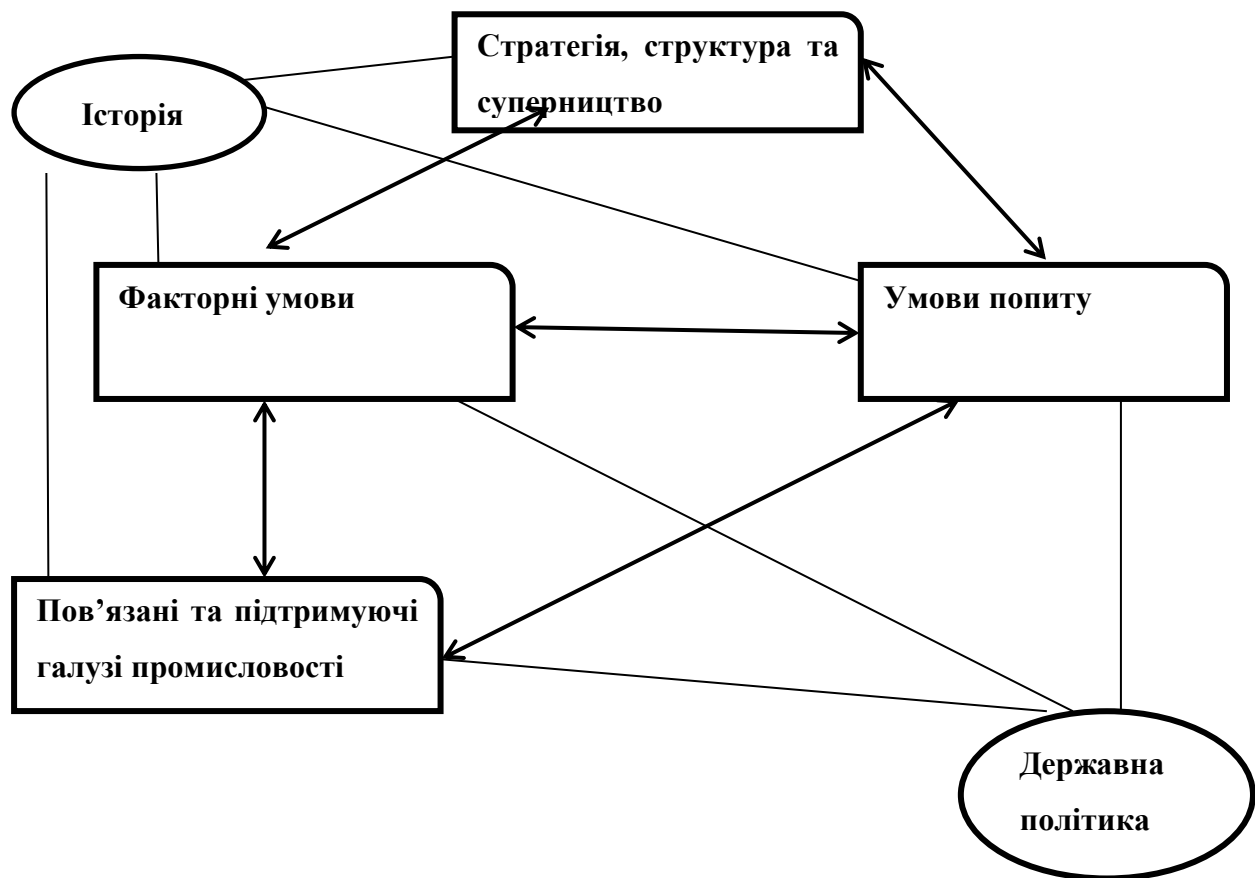 Стратегія, структура та
суперництво
Історія
Факторні умови
Умови попиту
Пов’язані та підтримуючі
галузі промисловості
Державна
політика